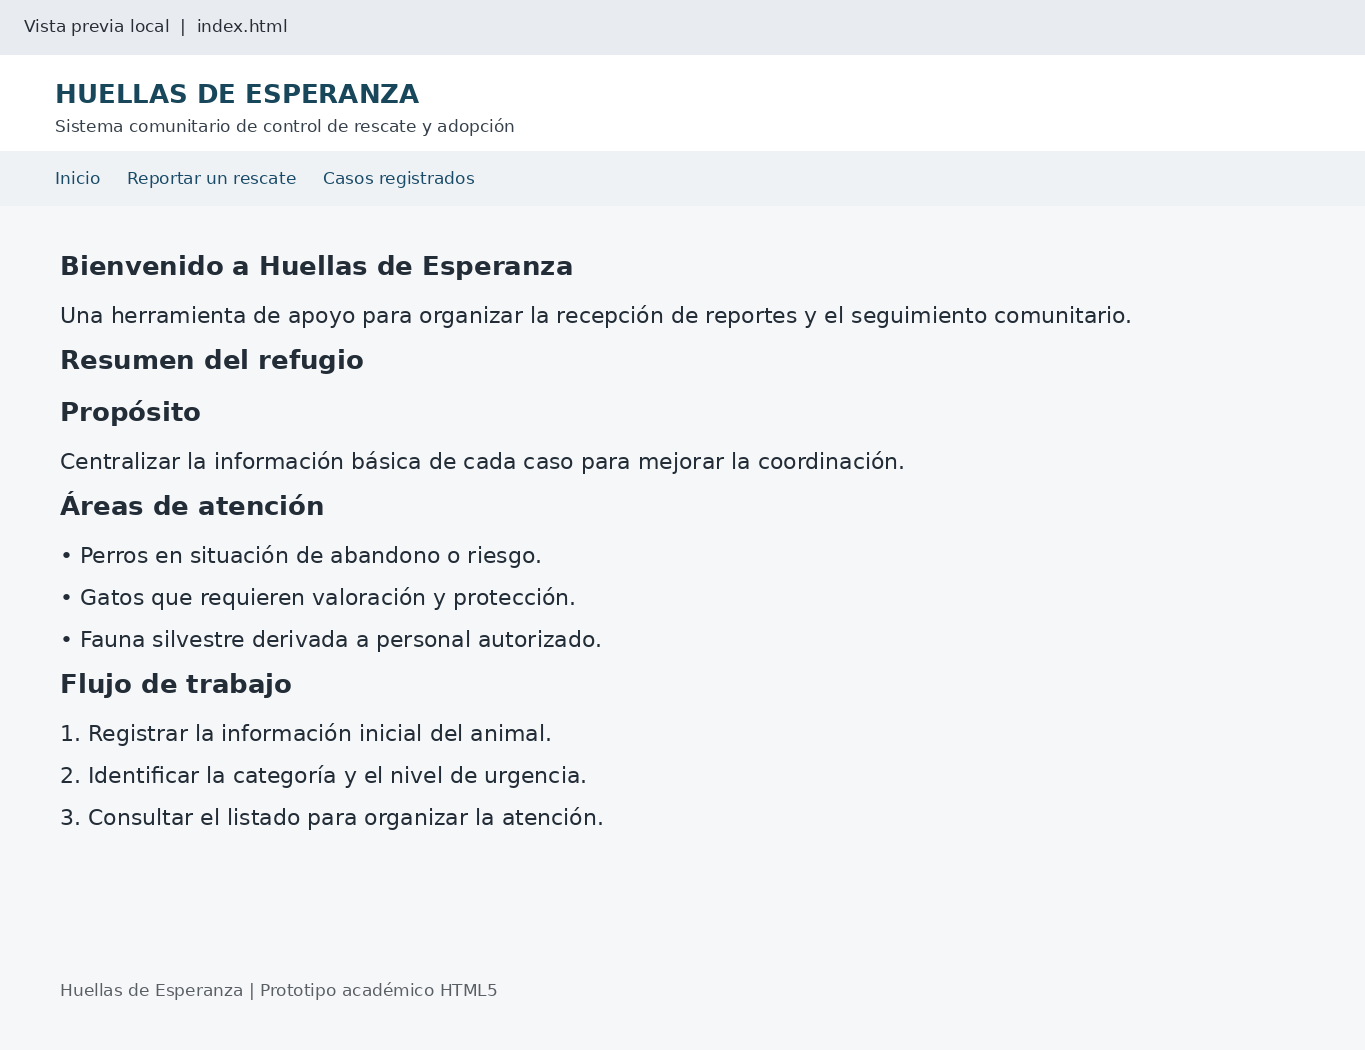 Vista previa local | index.html
HUELLAS DE ESPERANZA
Sistema comunitario de control de rescate y adopción
Inicio Reportar un rescate Casos registrados
Bienvenido a Huellas de Esperanza
Una herramienta de apoyo para organizar la recepción de reportes y el seguimiento comunitario.
Resumen del refugio
Propósito
Centralizar la información básica de cada caso para mejorar la coordinación.
Áreas de atención
• Perros en situación de abandono o riesgo.
• Gatos que requieren valoración y protección.
• Fauna silvestre derivada a personal autorizado.
Flujo de trabajo
1. Registrar la información inicial del animal.
2. Identificar la categoría y el nivel de urgencia.
3. Consultar el listado para organizar la atención.
Huellas de Esperanza | Prototipo académico HTML5